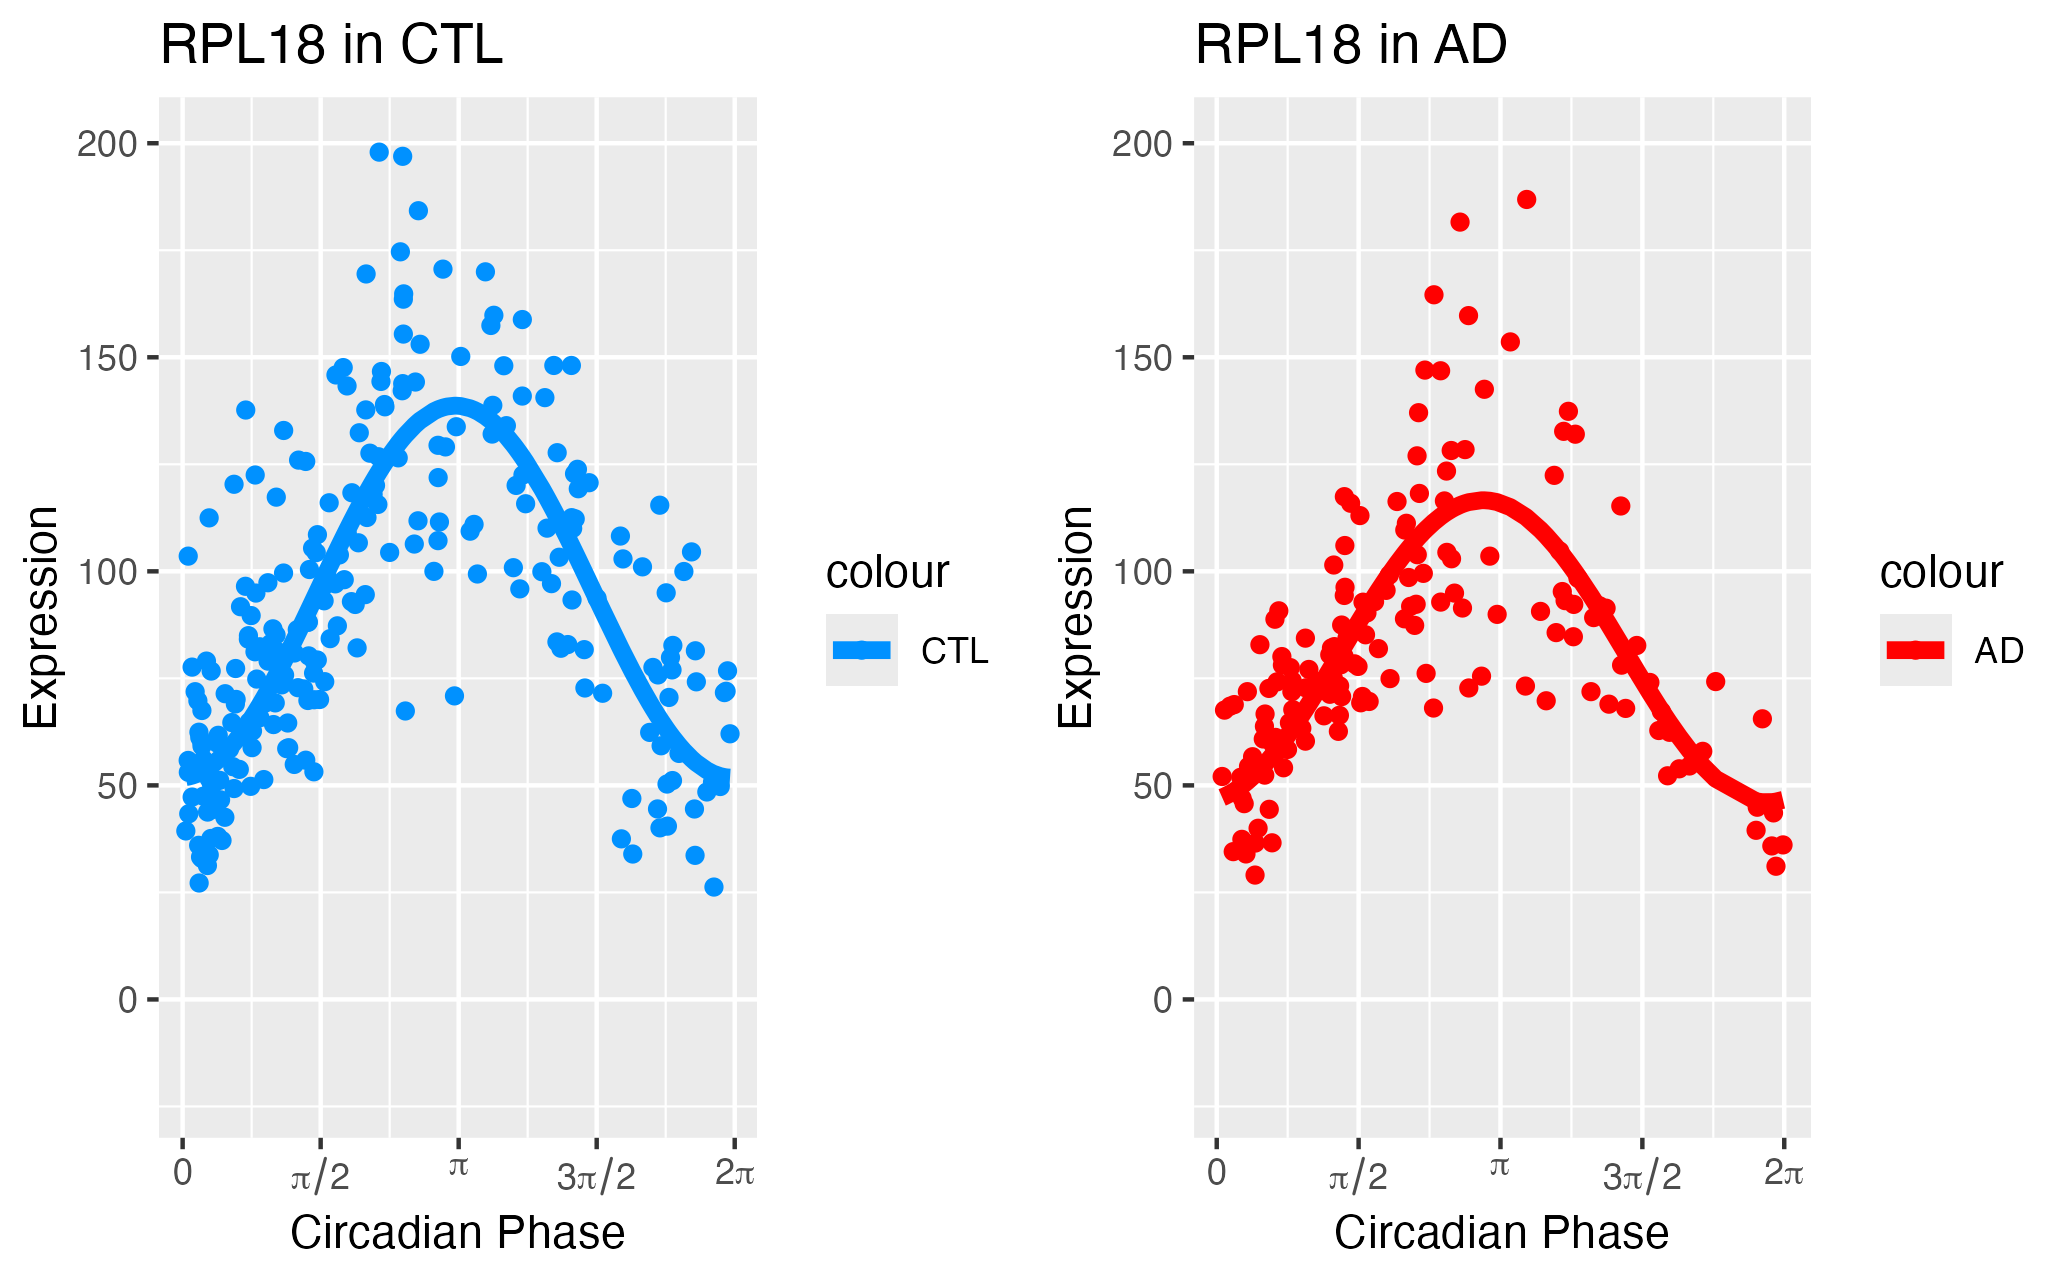 RPL18 in CTL
200
150
100
50
0
Expression
0 π/2 π 3π/2 2π
Circadian Phase
colour
CTL
RPL18 in AD
200
150
100
50
0
Expression
0 π/2 π 3π/2 2π
Circadian Phase
colour
AD